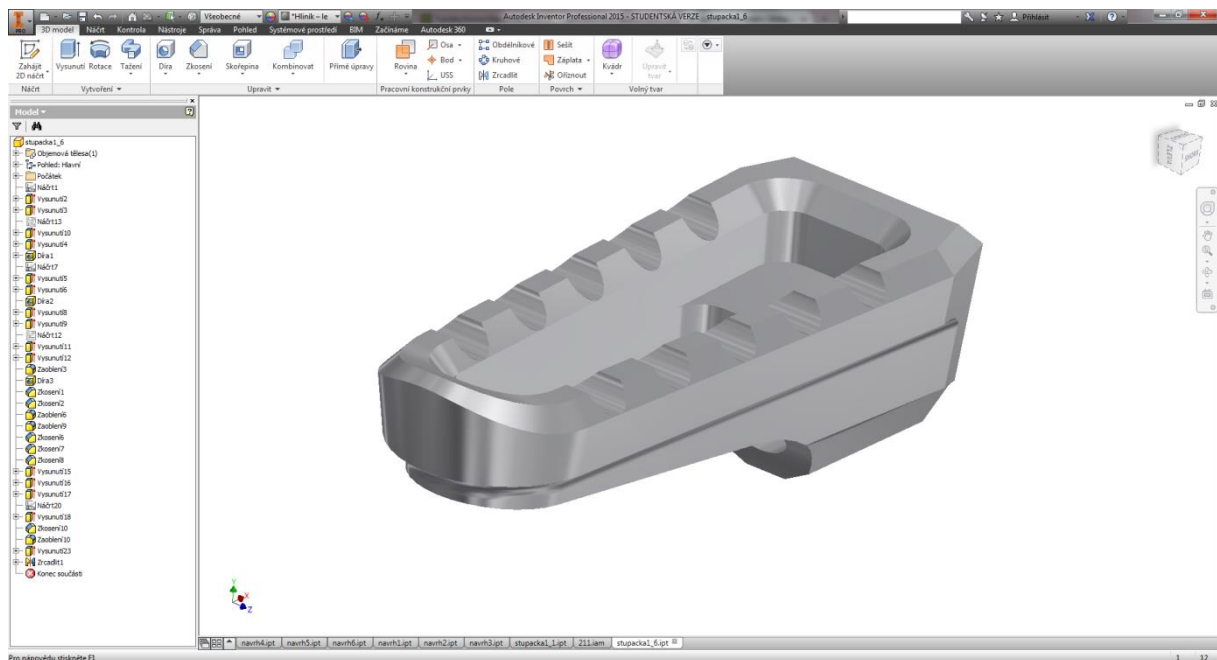 PRO
Všeobecné
*Hliník – le
Autodesk Inventor Professional 2015 - STUDENTSKÁ VERZE stupacka1_6
Přihlásit
3D model Náčrt Kontrola Nástroje Správa Pohled Systémové prostředí BIM Začínáme Autodesk 360
Zahájit 2D náčrt
Vysunutí Rotace Tažení
Díra Zkosení Skořepina Kombinovat Přímé úpravy
Rovina
Osa
Bod
USS
Obdélníkové
Kruhové
Zrcadlit
Sešít
Záplata
Oříznout
Kvádr
Upravit tvar
Náčrt Vytvoření Upravit Pracovní konstrukční prvky Pole Povrch Volný tvar
Model
stupacka1_6
Objemová tělesa(1)
Pohled: Hlavní
Počátek
Náčrt1
Vysunutí2
Vysunutí3
Náčrt13
Vysunutí10
Vysunutí4
Díra1
Náčrt7
Vysunutí5
Vysunutí6
Díra2
Vysunutí8
Vysunutí9
Náčrt12
Vysunutí11
Vysunutí12
Zaoblení3
Díra3
Zkosení1
Zkosení2
Zaoblení6
Zaoblení9
Zkosení6
Zkosení7
Zkosení8
Vysunutí15
Vysunutí16
Vysunutí17
Náčrt20
Vysunutí18
Zkosení10
Zaoblení10
Vysunutí23
Zrcadlit1
Konec součásti
ZLEVA
Y
X
Z
navrh4.ipt navrh5.ipt navrh6.ipt navrh1.ipt navrh2.ipt navrh3.ipt stupacka1_1.ipt 211.iam stupacka1_6.ipt
Pro nápovědu stiskněte F1
1 12